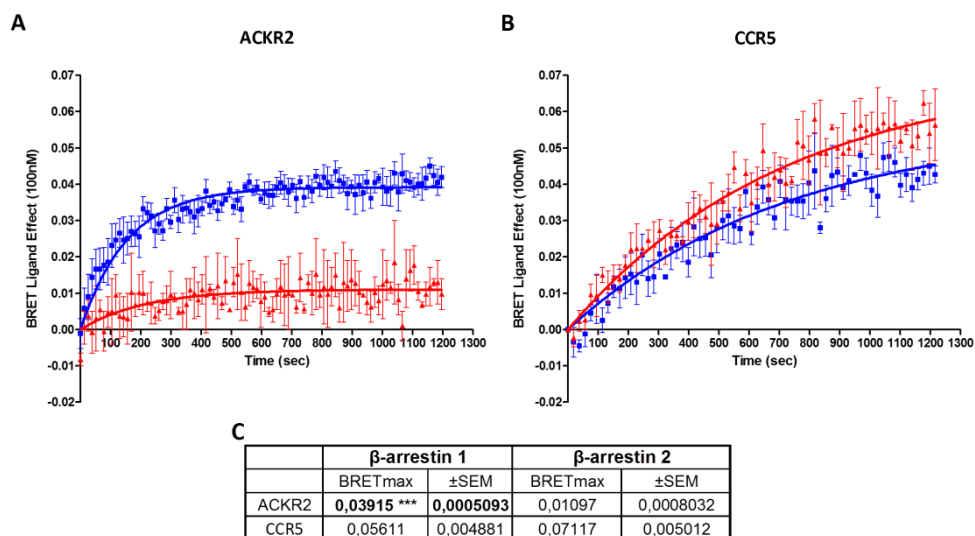 A
ACKR2
BRET Ligand Effect (100nM)
0.07
0.06
0.05
0.04
0.03
0.02
0.01
0.00
-0.01
-0.02
100 200 300 400 500 600 700 800 900 1000 1100 1200 1300
Time (sec)
B
CCR5
BRET Ligand Effect (100nM)
0.07
0.06
0.05
0.04
0.03
0.02
0.01
0.00
-0.01
-0.02
100 200 300 400 500 600 700 800 900 1000 1100 1200 1300
Time (sec)
C
β-arrestin 1 β-arrestin 2
BRETmax ±SEM BRETmax ±SEM
ACKR2 0,03915 *** 0,0005093 0,01097 0,0008032
CCR5 0,05611 0,004881 0,07117 0,005012